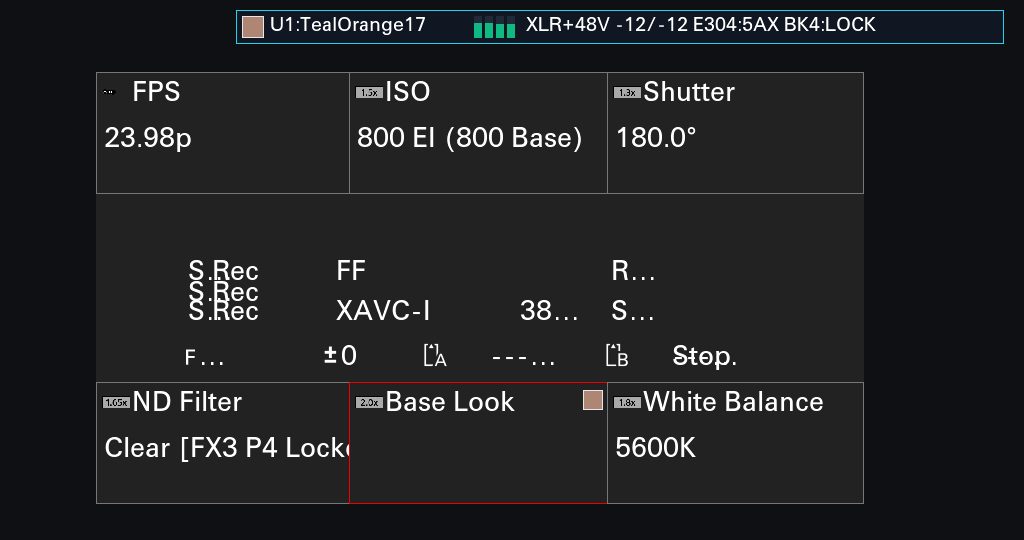 U1:TealOrange17 XLR+48V -12/-12 E304:5AX BK4:LOCK
FPS 1.5x ISO 1.3x Shutter
23.98p 800 EI (800 Base) 180.0°
S.Rec FF R...
S.Rec
S.Rec XAVC-I 38... S...
F... ±0 A ---... B Stop.
1.65x ND Filter 2.0x Base Look 1.8x White Balance
Clear [FX3 P4 Locke 5600K